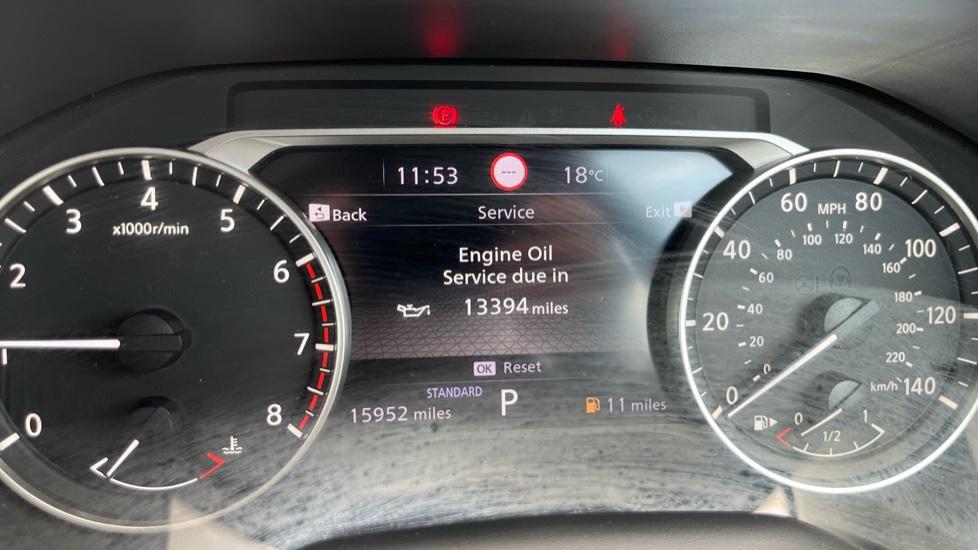 11:53
---
18°C
Back
Service
Exit
Engine Oil
Service due in
13394 miles
OK Reset
STANDARD
15952 miles
P
11 miles
P
x1000r/min
0
2
3
4
5
6
7
8
MPH
0
20
40
60
80
100
120
140
km/h
0
20
40
60
80
100
120
140
160
180
200
220
0
1/2
1